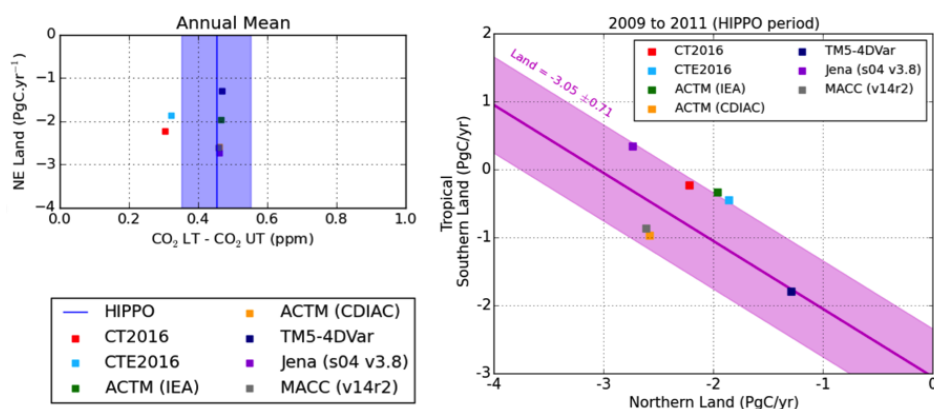 Annual Mean
NE Land (PgC.yr⁻¹)
0
−1
−2
−3
−4
0.0 0.2 0.4 0.6 0.8 1.0
CO₂ LT - CO₂ UT (ppm)
HIPPO
CT2016
CTE2016
ACTM (IEA)
ACTM (CDIAC)
TM5-4DVar
Jena (s04 v3.8)
MACC (v14r2)
2009 to 2011 (HIPPO period)
CT2016
CTE2016
ACTM (IEA)
ACTM (CDIAC)
TM5-4DVar
Jena (s04 v3.8)
MACC (v14r2)
Land = -3.05 ±0.71
Tropical
Southern Land (PgC/yr)
2
1
0
-1
-2
-3
-4 -3 -2 -1 0
Northern Land (PgC/yr)